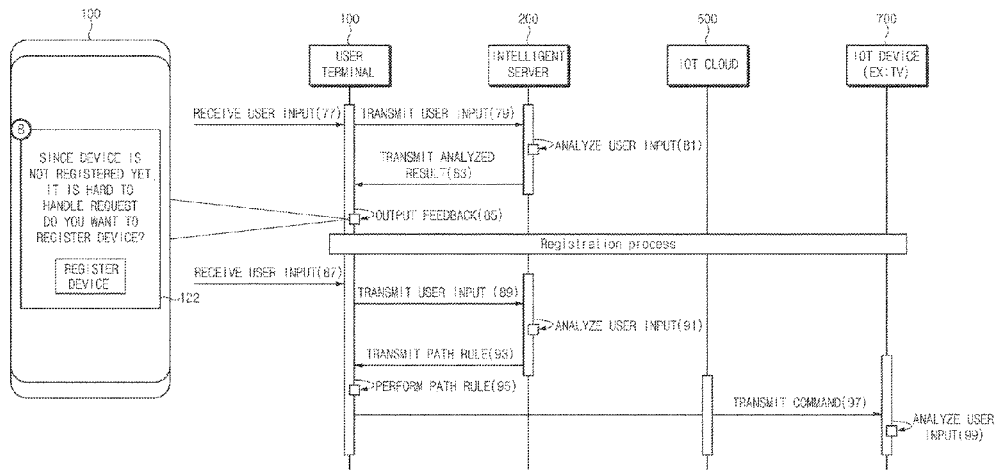 100
B
SINCE DEVICE IS
NOT REGISTERED YET,
IT IS HARD TO
HANDLE REQUEST
DO YOU WANT TO
REGISTER DEVICE?
REGISTER
DEVICE
122
100
200
500
700
USER
TERMINAL
INTELLIGENT
SERVER
IOT CLOUD
IOT DEVICE
(EX:TV)
RECEIVE USER INPUT(77)
TRANSMIT USER INPUT(79)
ANALYZE USER INPUT(81)
TRANSMIT ANALYZED
RESULT(83)
OUTPUT FEEDBACK(85)
Registration process
RECEIVE USER INPUT(87)
TRANSMIT USER INPUT (89)
ANALYZE USER INPUT(91)
TRANSMIT PATH RULE(93)
PERFORM PATH RULE(95)
TRANSMIT COMMAND(97)
ANALYZE USER
INPUT(99)